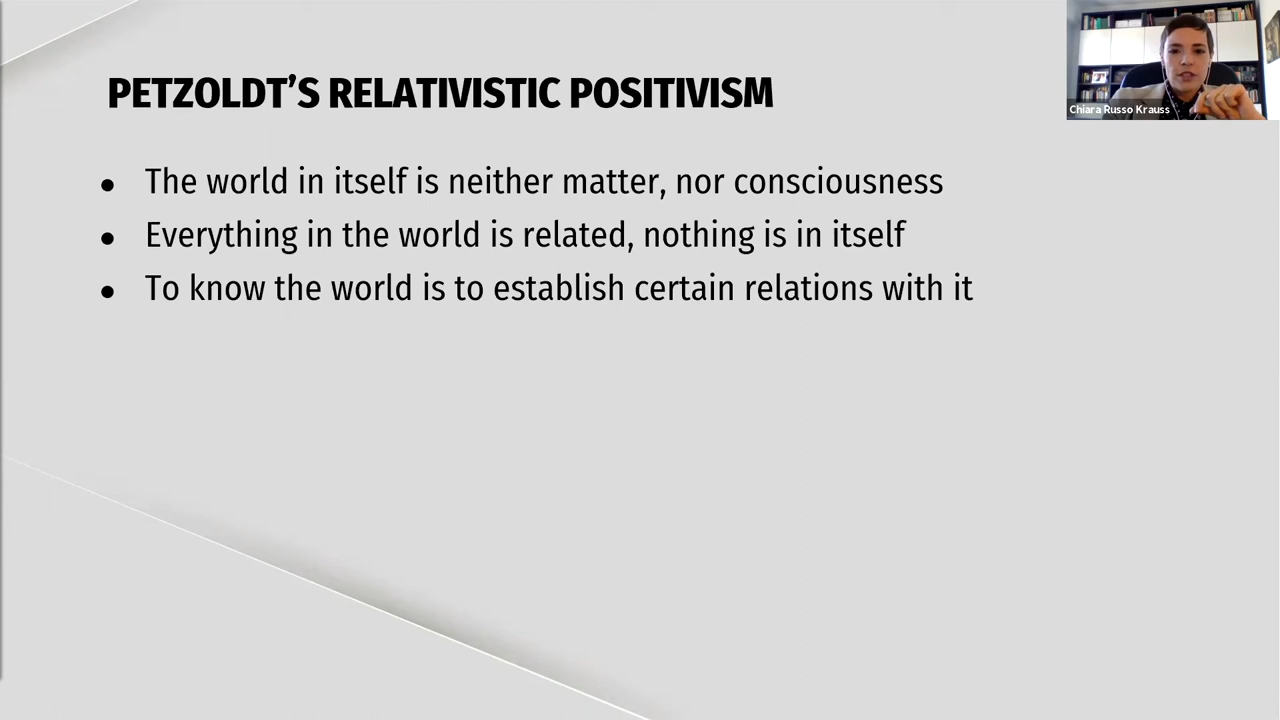 PETZOLDT’S RELATIVISTIC POSITIVISM
Chiara Russo Krauss
● The world in itself is neither matter, nor consciousness
● Everything in the world is related, nothing is in itself
● To know the world is to establish certain relations with it